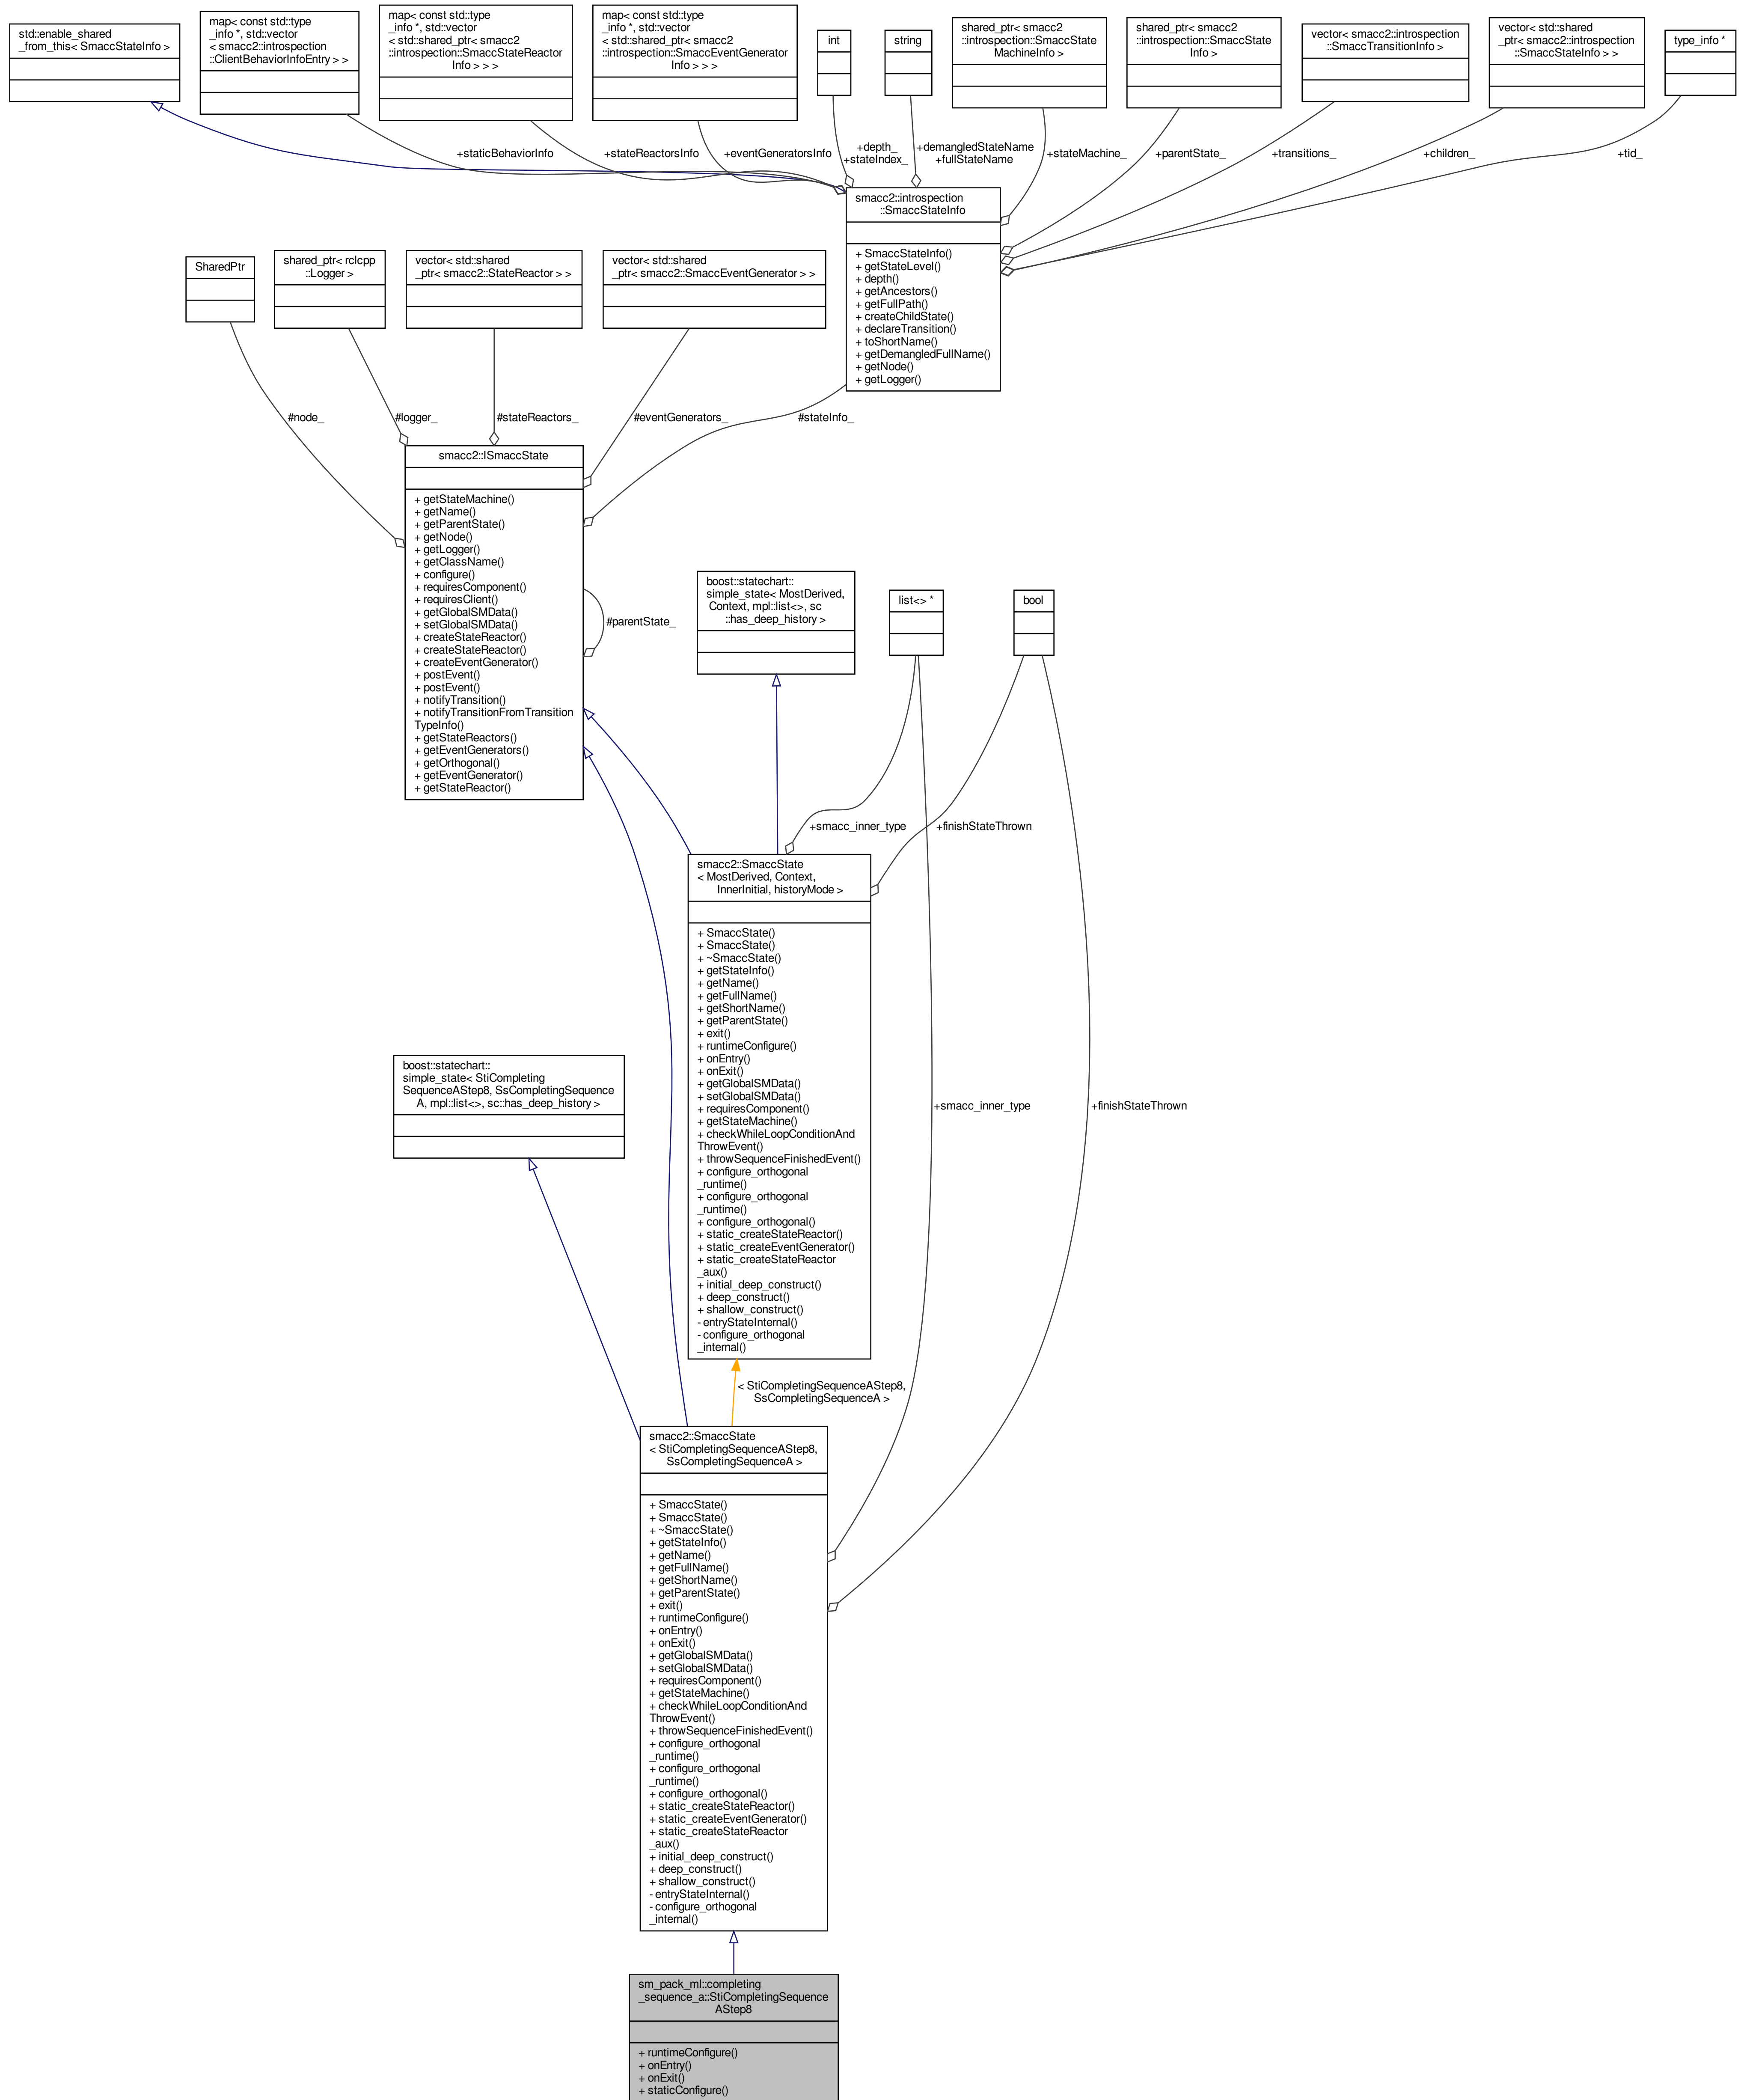 std::enable_shared
_from_this< SmaccStateInfo >
map< const std::type
_info *, std::vector
< smacc2::introspection
::ClientBehaviorInfoEntry > >
map< const std::type
_info *, std::vector
< std::shared_ptr< smacc2
::introspection::SmaccStateReactor
Info > > >
map< const std::type
_info *, std::vector
< std::shared_ptr< smacc2
::introspection::SmaccEventGenerator
Info > > >
int
string
shared_ptr< smacc2
::introspection::SmaccState
MachineInfo >
shared_ptr< smacc2
::introspection::SmaccState
Info >
vector< smacc2::introspection
::SmaccTransitionInfo >
vector< std::shared
_ptr< smacc2::introspection
::SmaccStateInfo > >
type_info *
+staticBehaviorInfo
+stateReactorsInfo
+eventGeneratorsInfo
+depth_
+stateIndex_
+demangledStateName
+fullStateName
+stateMachine_
+parentState_
+transitions_
+children_
+tid_
smacc2::introspection
::SmaccStateInfo
+ SmaccStateInfo()
+ getStateLevel()
+ depth()
+ getAncestors()
+ getFullPath()
+ createChildState()
+ declareTransition()
+ toShortName()
+ getDemangledFullName()
+ getNode()
+ getLogger()
SharedPtr
shared_ptr< rclcpp
::Logger >
vector< std::shared
_ptr< smacc2::StateReactor > >
vector< std::shared
_ptr< smacc2::SmaccEventGenerator > >
#node_
#logger_
#stateReactors_
#eventGenerators_
#stateInfo_
smacc2::ISmaccState
+ getStateMachine()
+ getName()
+ getParentState()
+ getNode()
+ getLogger()
+ getClassName()
+ configure()
+ requiresComponent()
+ requiresClient()
+ getGlobalSMData()
+ setGlobalSMData()
+ createStateReactor()
+ createStateReactor()
+ createEventGenerator()
+ postEvent()
+ postEvent()
+ notifyTransition()
+ notifyTransitionFromTransition
TypeInfo()
+ getStateReactors()
+ getEventGenerators()
+ getOrthogonal()
+ getEventGenerator()
+ getStateReactor()
#parentState_
boost::statechart::
simple_state< MostDerived,
Context, mpl::list<>, sc
::has_deep_history >
list<> *
bool
+smacc_inner_type
+finishStateThrown
smacc2::SmaccState
< MostDerived, Context,
InnerInitial, historyMode >
+ SmaccState()
+ SmaccState()
+ ~SmaccState()
+ getStateInfo()
+ getName()
+ getFullName()
+ getShortName()
+ getParentState()
+ exit()
+ runtimeConfigure()
+ onEntry()
+ onExit()
+ getGlobalSMData()
+ setGlobalSMData()
+ requiresComponent()
+ getStateMachine()
+ checkWhileLoopConditionAnd
ThrowEvent()
+ throwSequenceFinishedEvent()
+ configure_orthogonal
_runtime()
+ configure_orthogonal
_runtime()
+ configure_orthogonal()
+ static_createStateReactor()
+ static_createEventGenerator()
+ static_createStateReactor
_aux()
+ initial_deep_construct()
+ deep_construct()
+ shallow_construct()
- entryStateInternal()
- configure_orthogonal
_internal()
boost::statechart::
simple_state< StiCompleting
SequenceAStep8, SsCompletingSequence
A, mpl::list<>, sc::has_deep_history >
+smacc_inner_type
+finishStateThrown
< StiCompletingSequenceAStep8,
SsCompletingSequenceA >
smacc2::SmaccState
< StiCompletingSequenceAStep8,
SsCompletingSequenceA >
+ SmaccState()
+ SmaccState()
+ ~SmaccState()
+ getStateInfo()
+ getName()
+ getFullName()
+ getShortName()
+ getParentState()
+ exit()
+ runtimeConfigure()
+ onEntry()
+ onExit()
+ getGlobalSMData()
+ setGlobalSMData()
+ requiresComponent()
+ getStateMachine()
+ checkWhileLoopConditionAnd
ThrowEvent()
+ throwSequenceFinishedEvent()
+ configure_orthogonal
_runtime()
+ configure_orthogonal
_runtime()
+ configure_orthogonal()
+ static_createStateReactor()
+ static_createEventGenerator()
+ static_createStateReactor
_aux()
+ initial_deep_construct()
+ deep_construct()
+ shallow_construct()
- entryStateInternal()
- configure_orthogonal
_internal()
sm_pack_ml::completing
_sequence_a::StiCompletingSequence
AStep8
+ runtimeConfigure()
+ onEntry()
+ onExit()
+ staticConfigure()